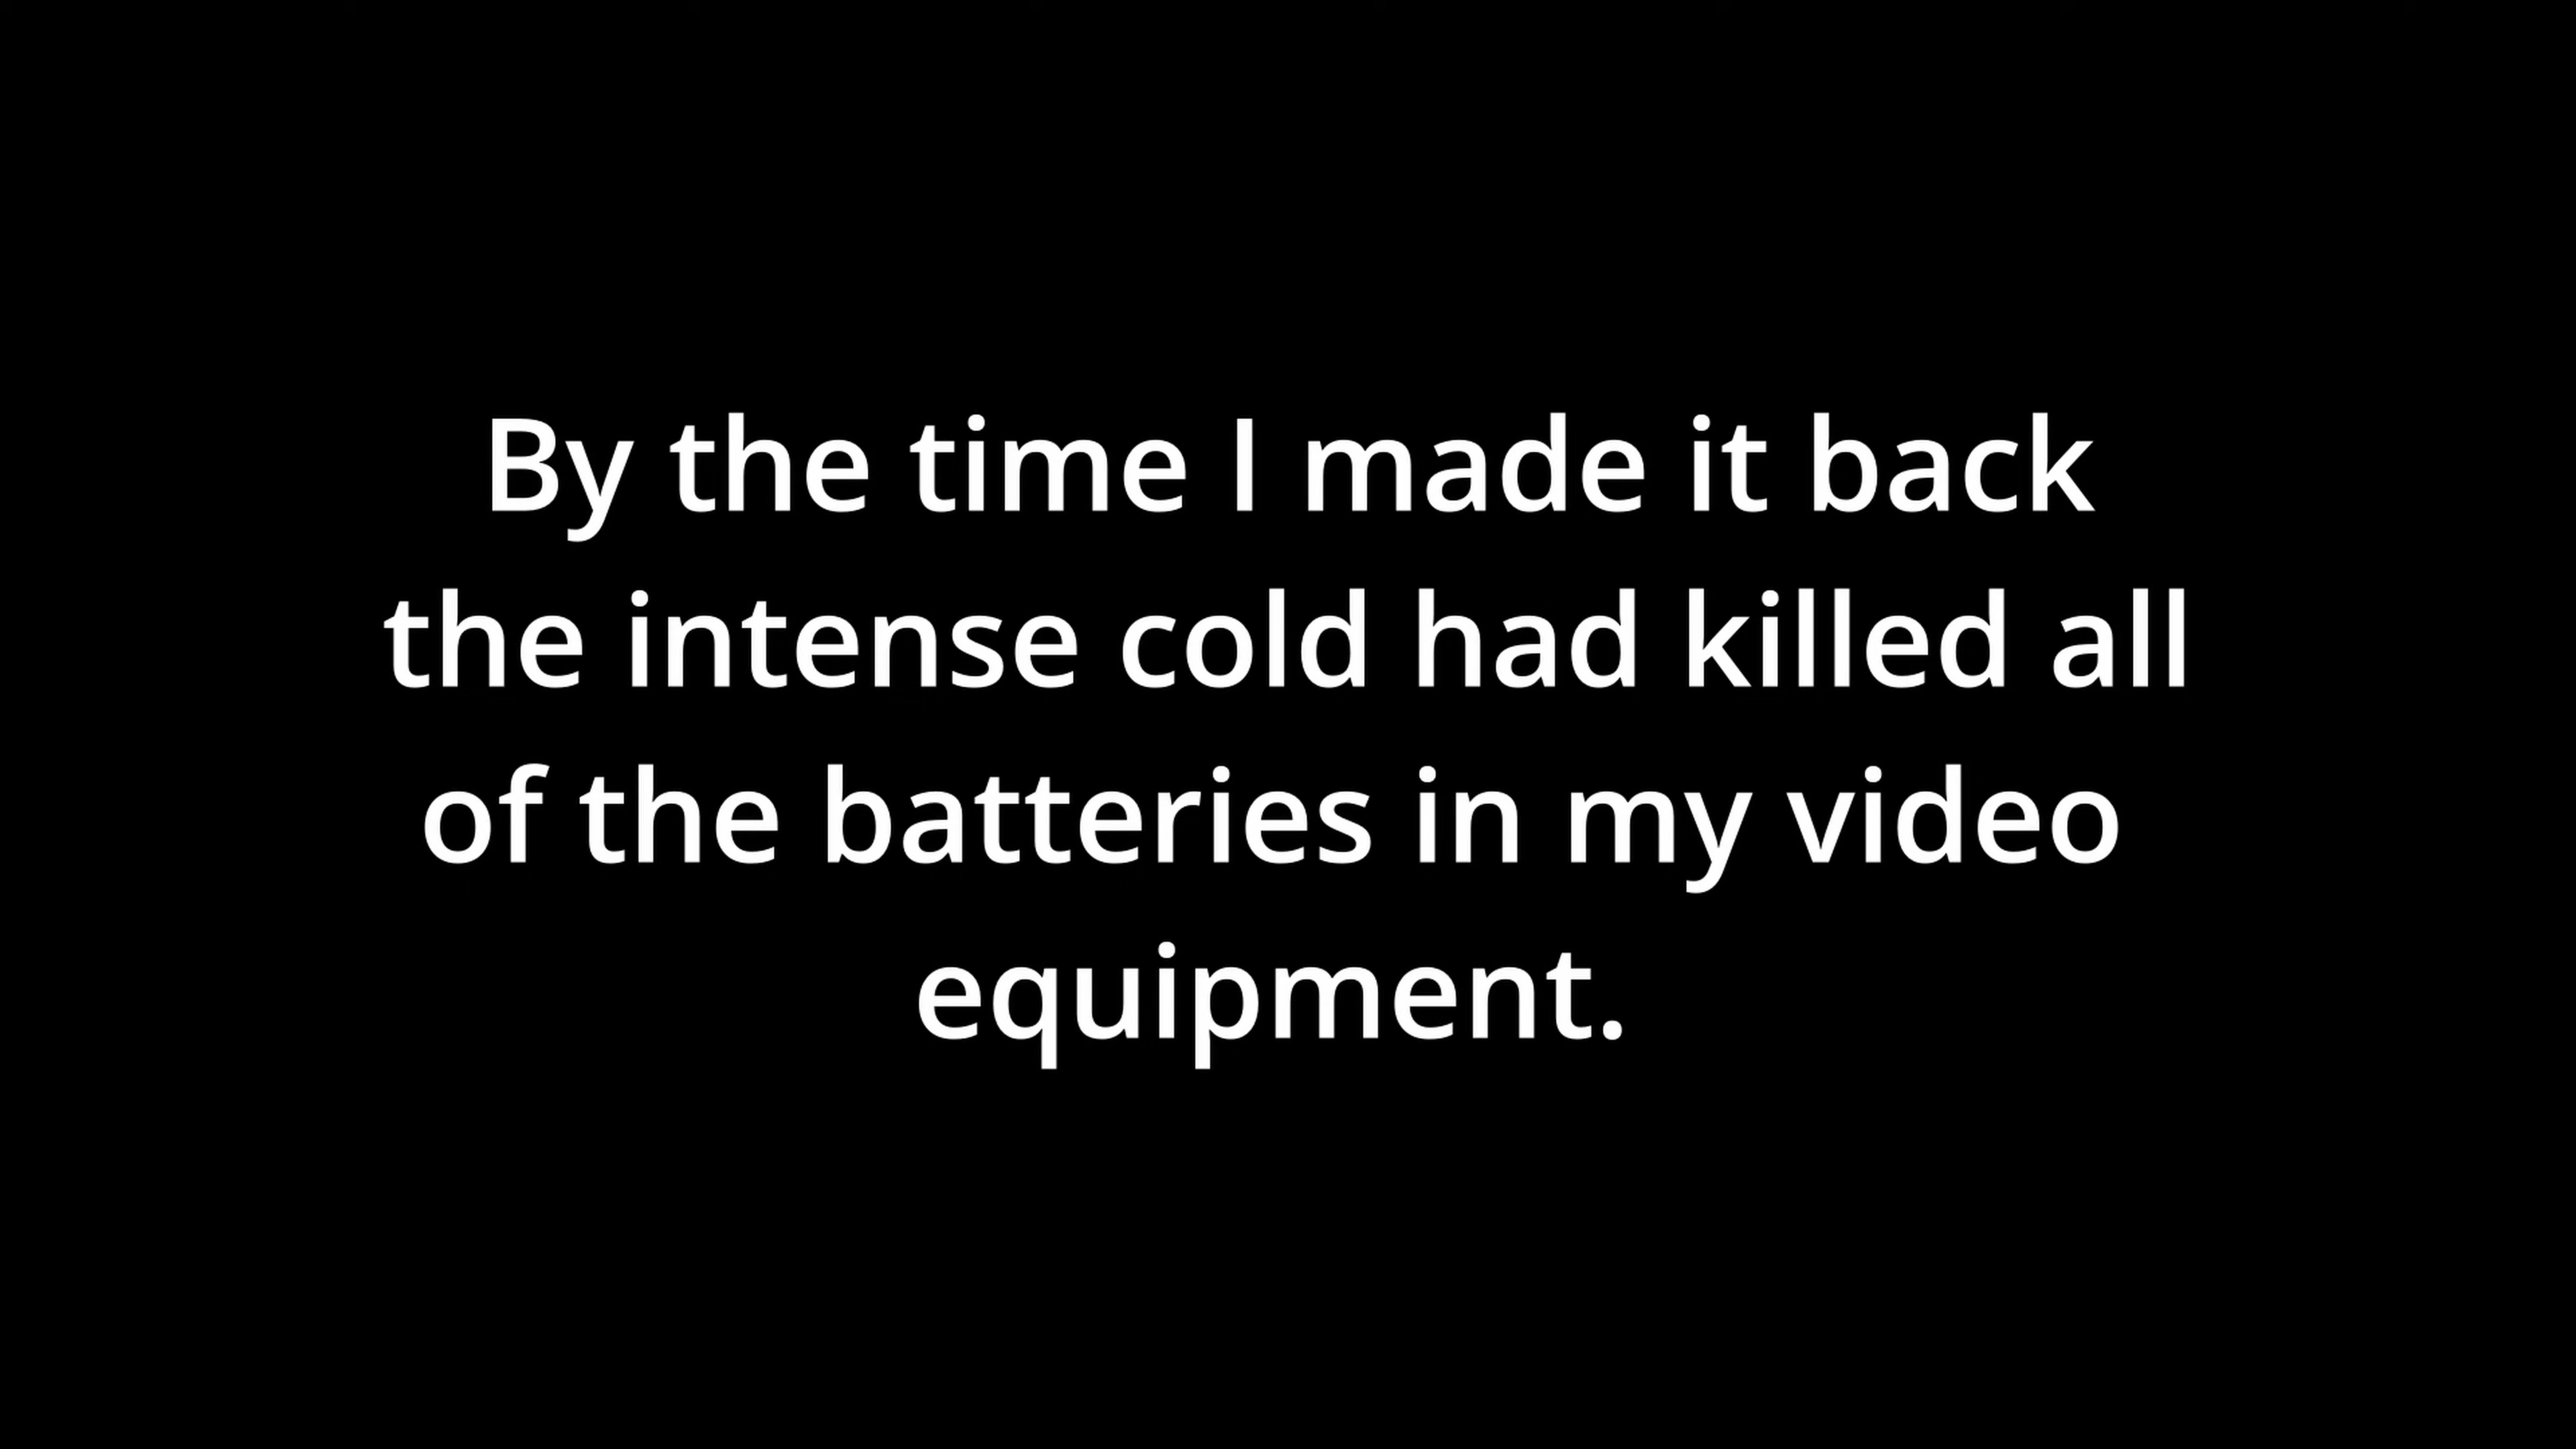 By the time I made it back
the intense cold had killed all
of the batteries in my video
equipment.